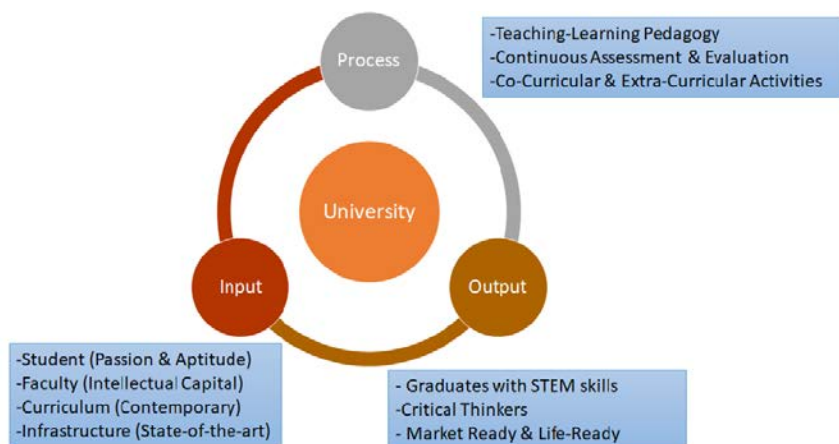 Process
-Teaching-Learning Pedagogy
-Continuous Assessment & Evaluation
-Co-Curricular & Extra-Curricular Activities
University
Input
Output
-Student (Passion & Aptitude)
-Faculty (Intellectual Capital)
-Curriculum (Contemporary)
-Infrastructure (State-of-the-art)
- Graduates with STEM skills
-Critical Thinkers
- Market Ready & Life-Ready